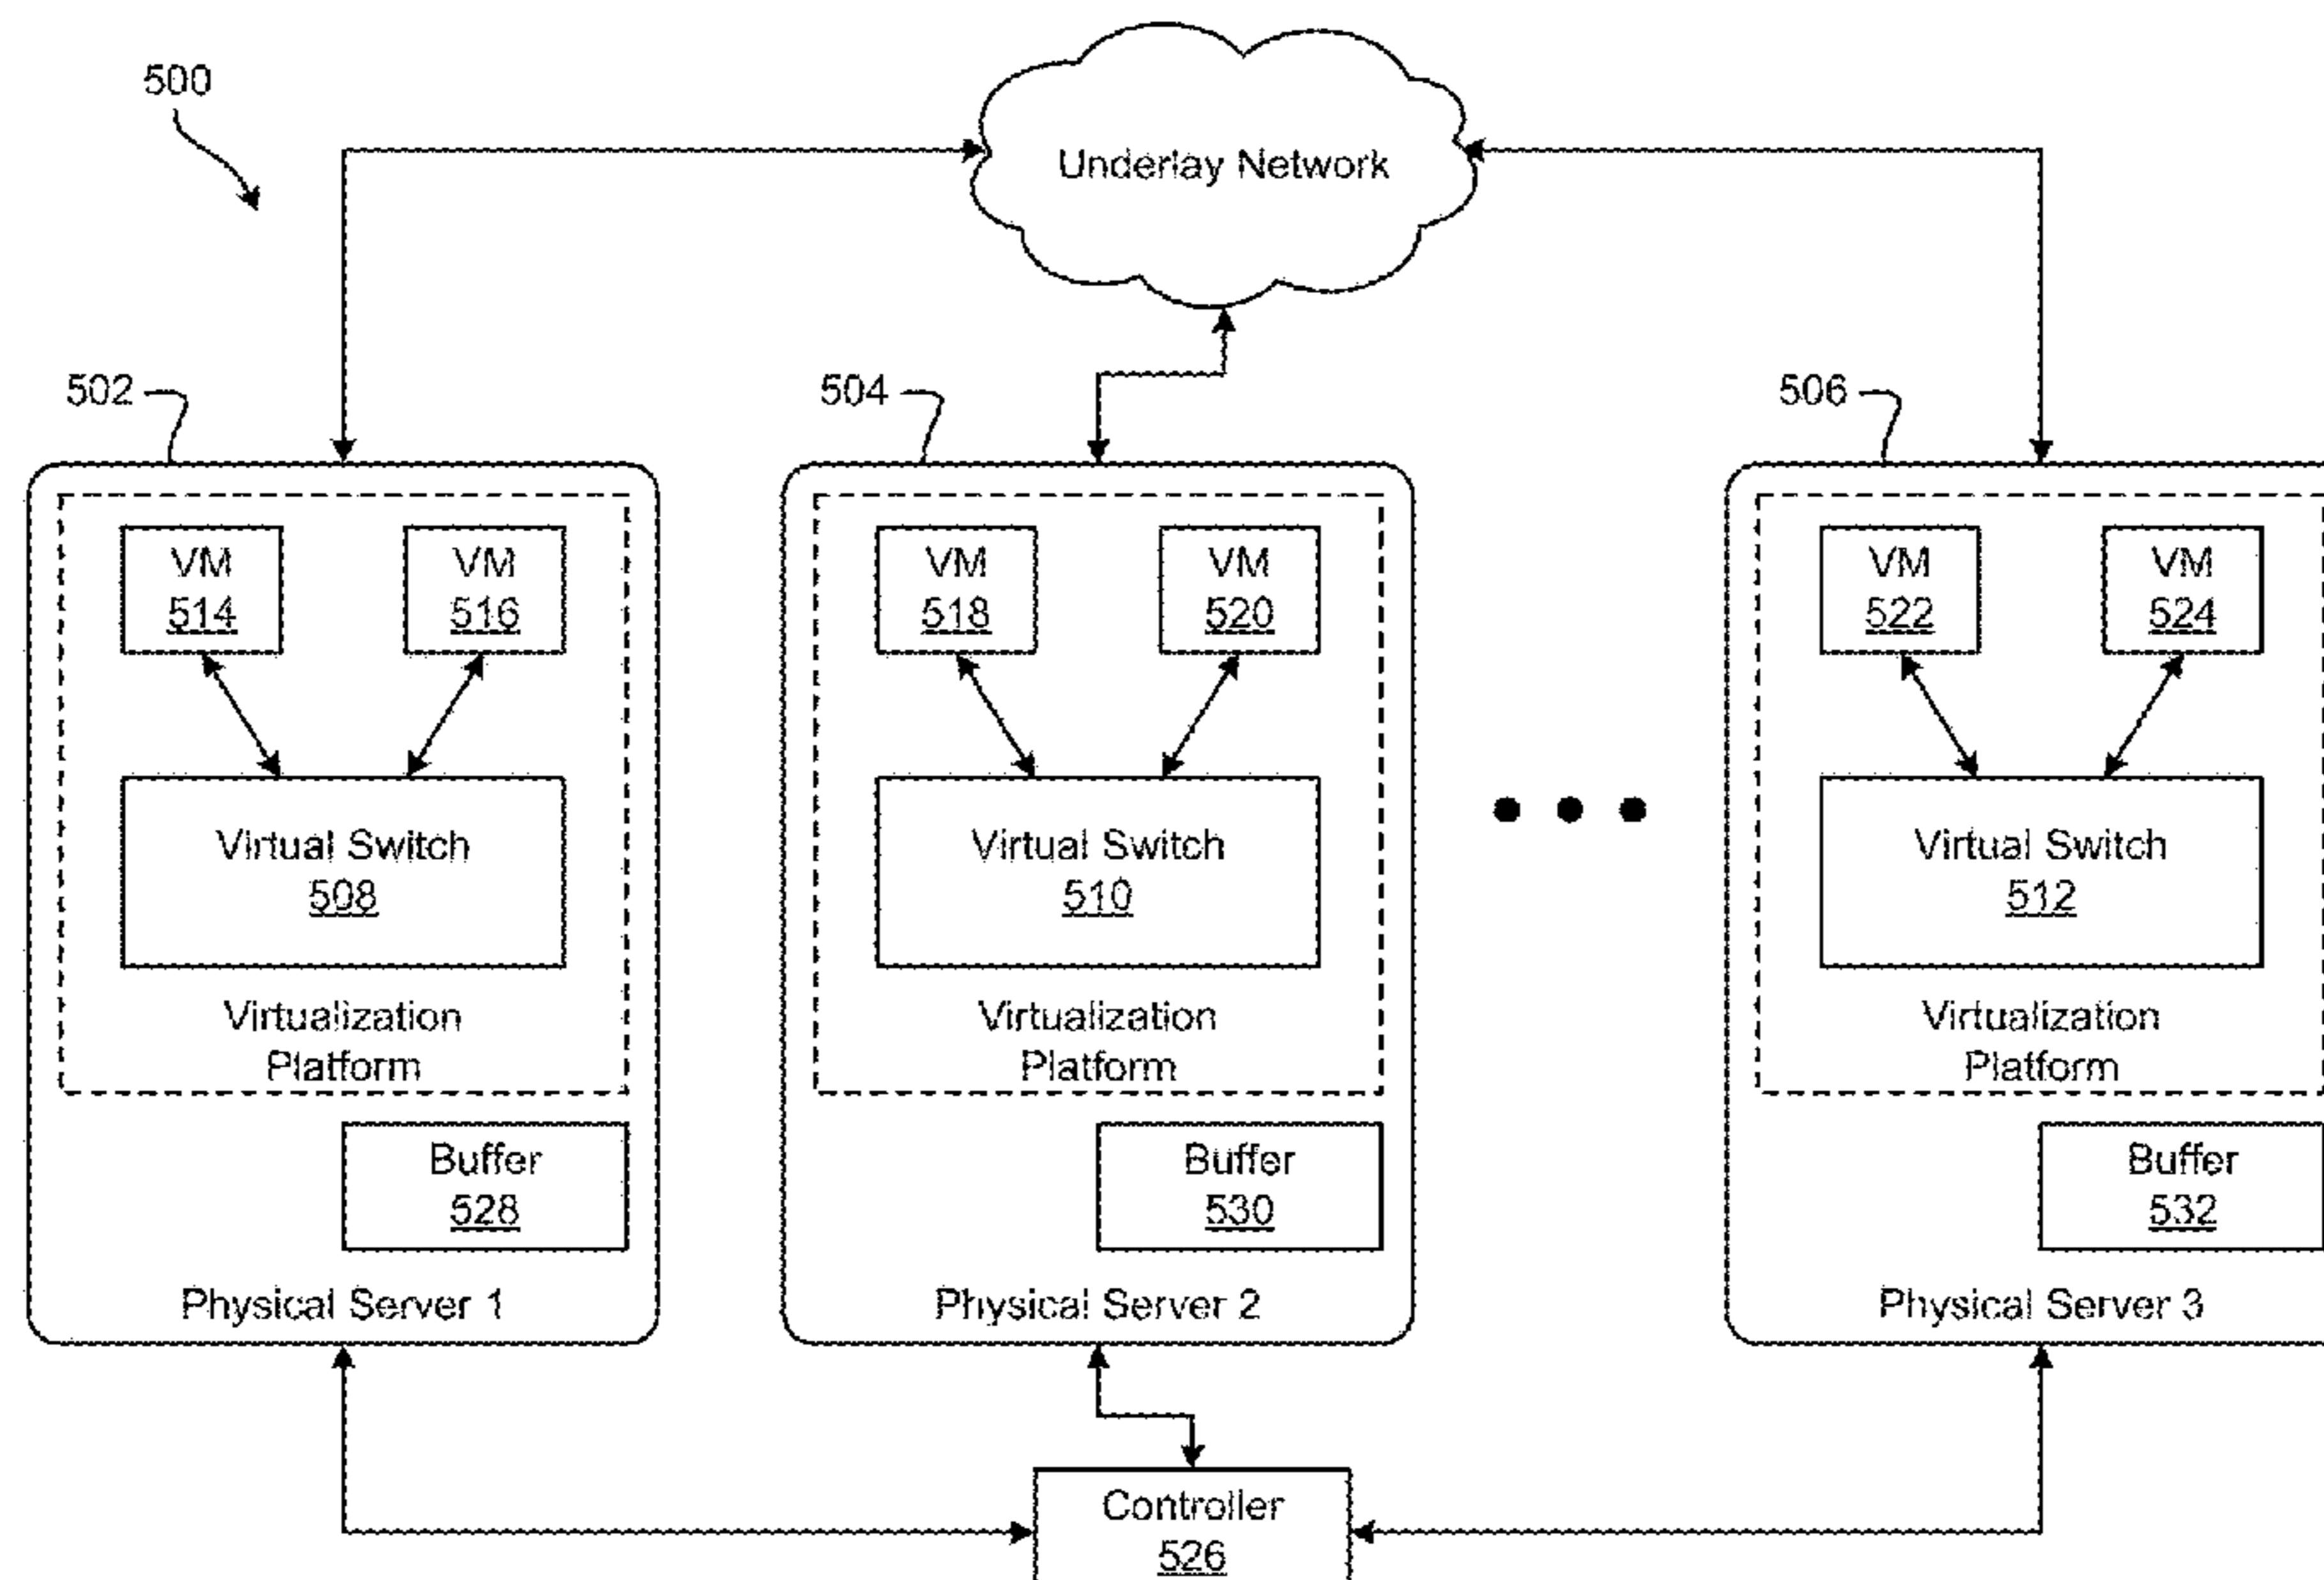 500
Underlay Network
502
504
506
VM
514
VM
516
VM
518
VM
520
VM
522
VM
524
Virtual Switch
508
Virtual Switch
510
Virtual Switch
512
Virtualization
Platform
Virtualization
Platform
Virtualization
Platform
Buffer
528
Buffer
530
Buffer
532
Physical Server 1
Physical Server 2
Physical Server 3
Controller
526